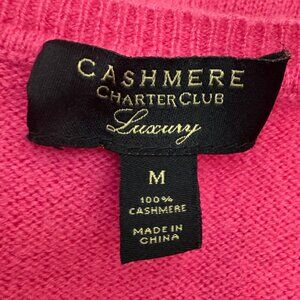 CASHMERE
CHARTER CLUB
Luxury
M
100%
CASHMERE
MADE IN
CHINA